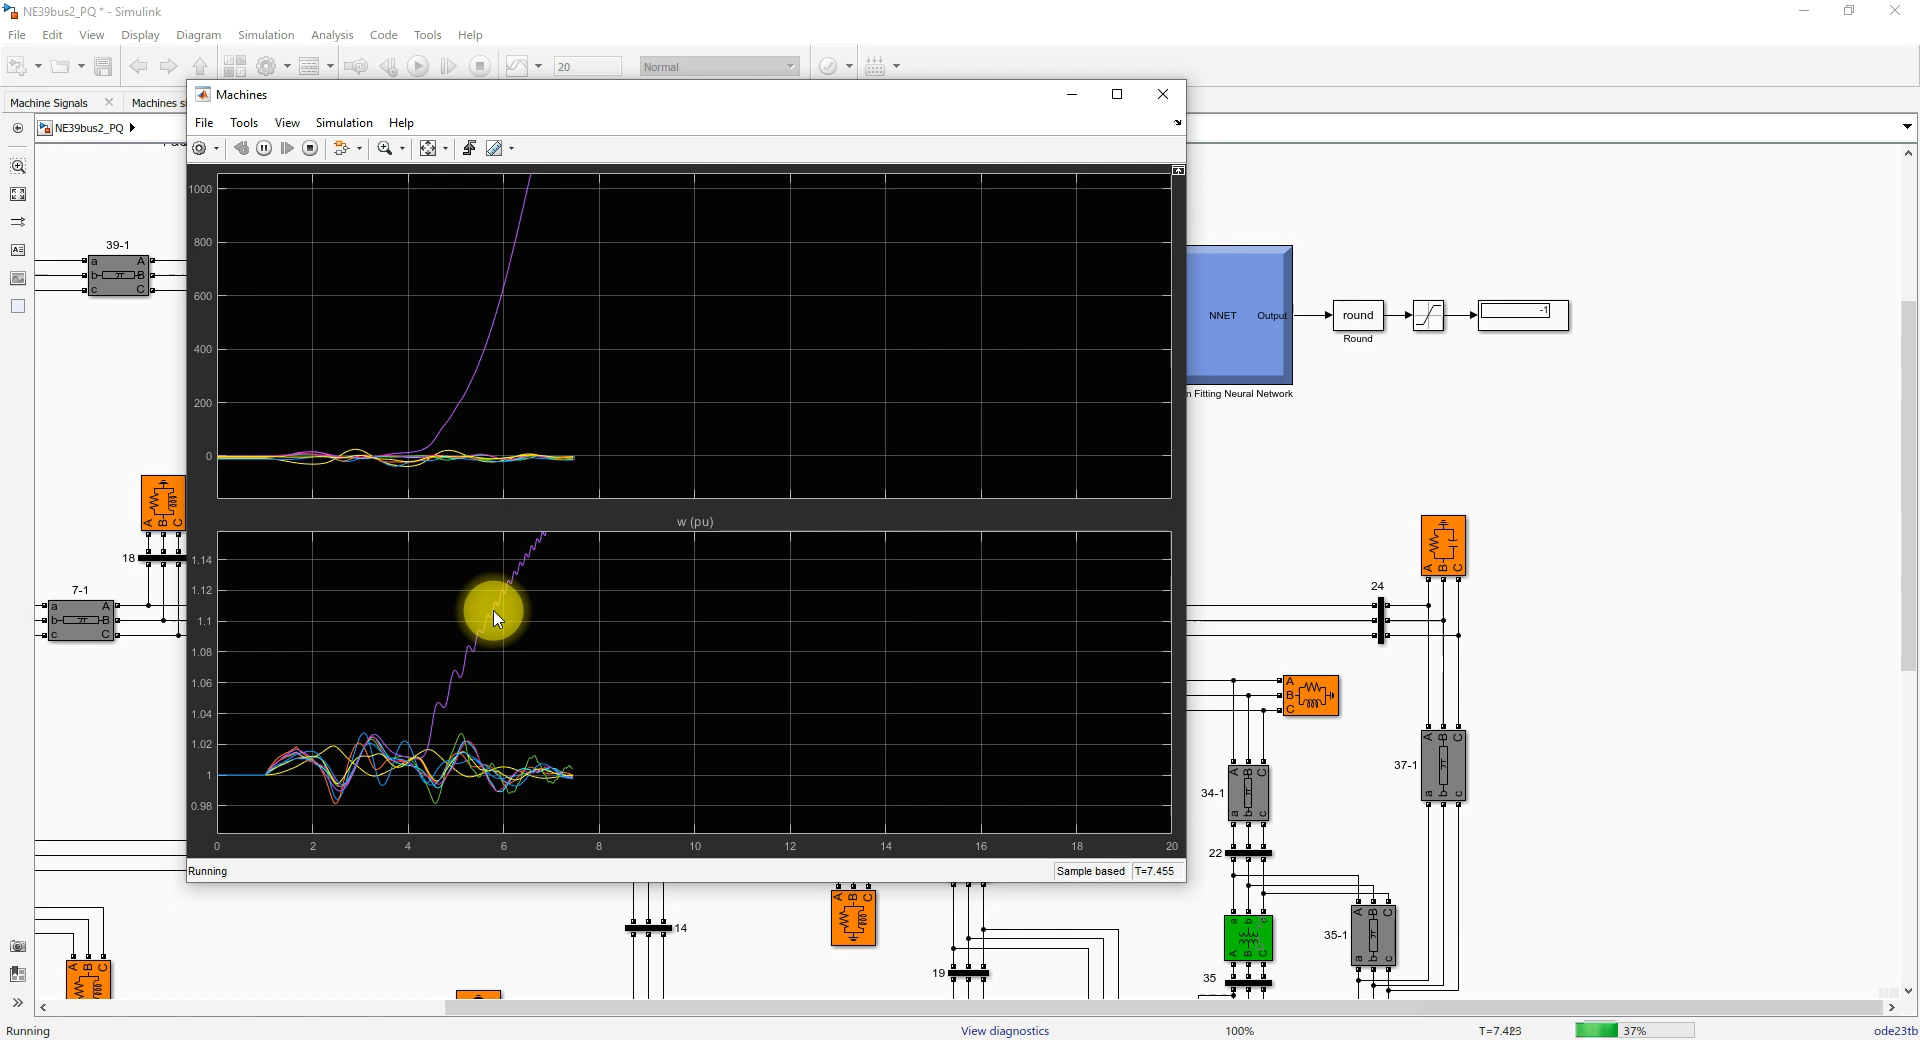 NE39bus2_PQ * - Simulink
File Edit View Display Diagram Simulation Analysis Code Tools Help
20 Normal
Machine Signals Machines s
NE39bus2_PQ
Machines
File Tools View Simulation Help
1000
800
600
400
200
0
w (pu)
1.14
1.12
1.1
1.08
1.06
1.04
1.02
1
0.98
0 2 4 6 8 10 12 14 16 18 20
Running Sample based T=7.455
39-1
a A
b B
c C
A B C
18
7-1
a A
b B
c C
A B C
NNET Output
round
Round
-1
n Fitting Neural Network
A B C
24
A
B
C
A B C
37-1
a b c
A B C
34-1
a b c
22
a b c
A B C
35
A B C
35-1
a b c
14
A B C
19
Running View diagnostics 100% 37% ode23tb